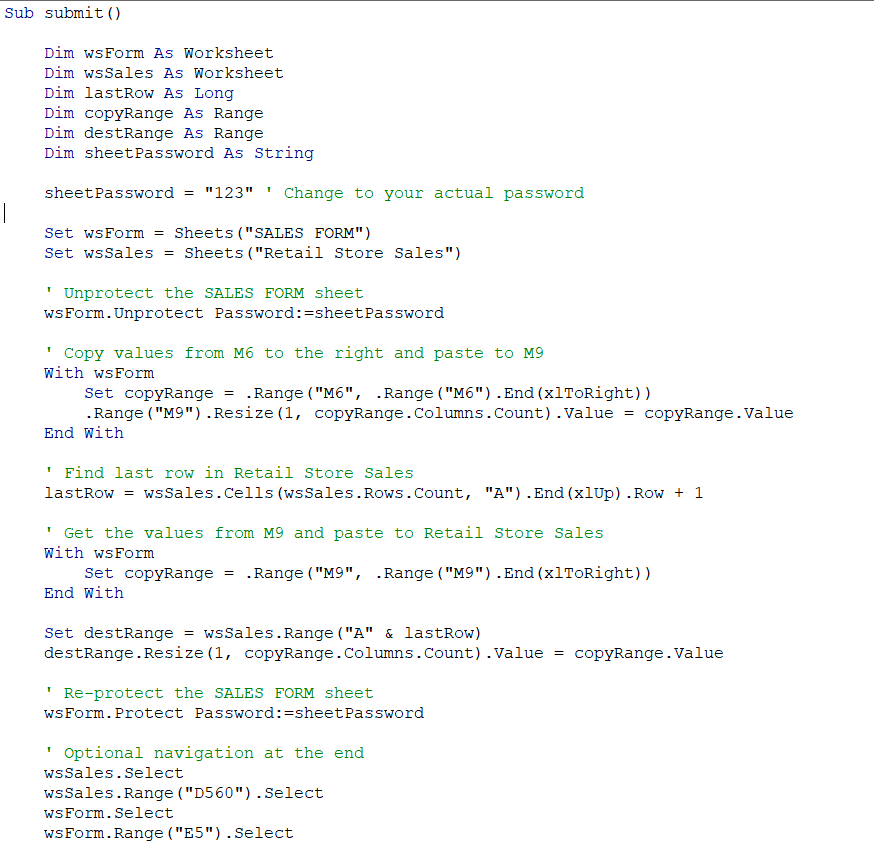 Sub submit()
Dim wsForm As Worksheet
Dim wsSales As Worksheet
Dim lastRow As Long
Dim copyRange As Range
Dim destRange As Range
Dim sheetPassword As String
sheetPassword = "123" ' Change to your actual password
Set wsForm = Sheets("SALES FORM")
Set wsSales = Sheets("Retail Store Sales")
' Unprotect the SALES FORM sheet
wsForm.Unprotect Password:=sheetPassword
' Copy values from M6 to the right and paste to M9
With wsForm
Set copyRange = .Range("M6", .Range("M6").End(xlToRight))
.Range("M9").Resize(1, copyRange.Columns.Count).Value = copyRange.Value
End With
' Find last row in Retail Store Sales
lastRow = wsSales.Cells(wsSales.Rows.Count, "A").End(xlUp).Row + 1
' Get the values from M9 and paste to Retail Store Sales
With wsForm
Set copyRange = .Range("M9", .Range("M9").End(xlToRight))
End With
Set destRange = wsSales.Range("A" & lastRow)
destRange.Resize(1, copyRange.Columns.Count).Value = copyRange.Value
' Re-protect the SALES FORM sheet
wsForm.Protect Password:=sheetPassword
' Optional navigation at the end
wsSales.Select
wsSales.Range("D560").Select
wsForm.Select
wsForm.Range("E5").Select